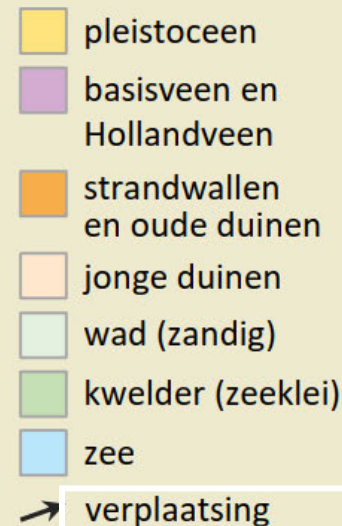 pleistoceen
basisveen en
Hollandveen
strandwallen
en oude duinen
jonge duinen
wad (zandig)
kwelder (zeeklei)
zee
verplaatsing